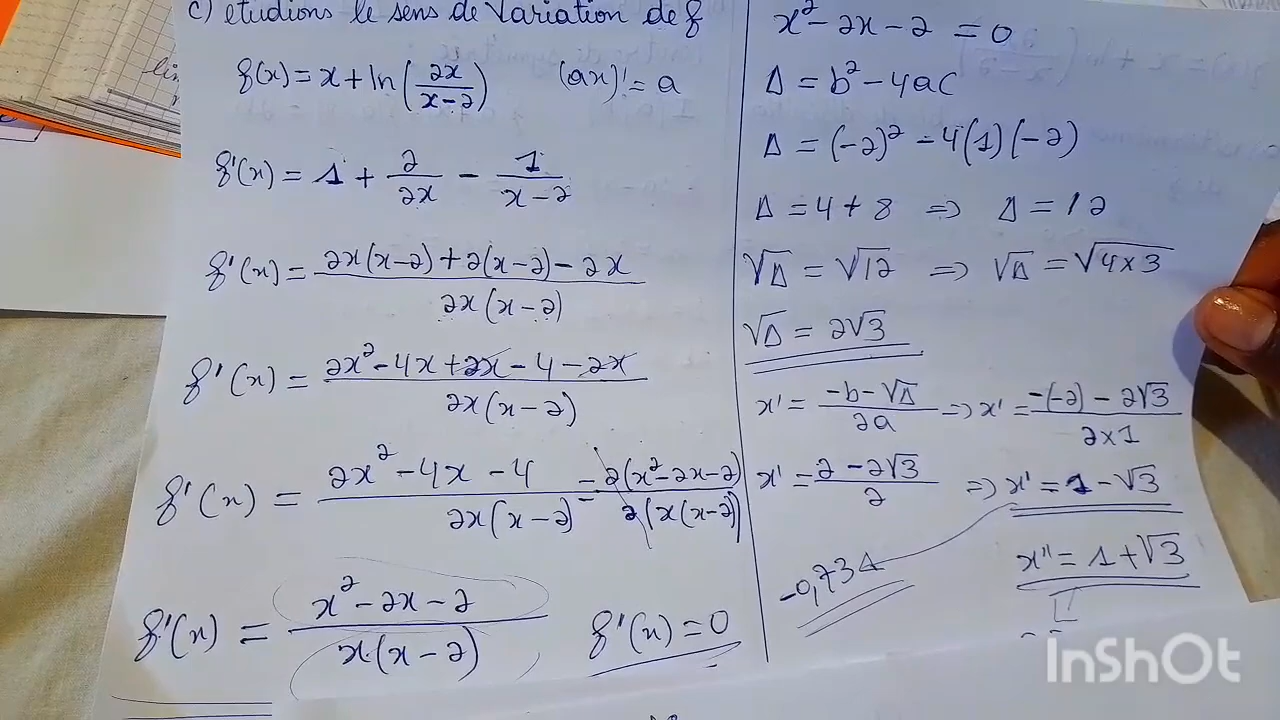 c) etudions le sens de variation de f
f(x) = x + ln(2x/(x-2)) (ax)' = a
f'(x) = 1 + 2/2x - 1/(x-2)
f'(x) = (2x(x-2) + 2(x-2) - 2x)/(2x(x-2))
f'(x) = (2x² - 4x + 2x - 4 - 2x)/(2x(x-2))
f'(x) = (2x² - 4x - 4)/(2x(x-2)) = 2(x² - 2x - 2)/2(x(x-2))
f'(x) = (x² - 2x - 2)/(x(x-2)) f'(x) = 0
x² - 2x - 2 = 0
Δ = b² - 4ac
Δ = (-2)² - 4(1)(-2)
Δ = 4 + 8 => Δ = 12
√Δ = √12 => √Δ = √(4×3)
√Δ = 2√3
x' = (-b - √Δ)/2a => x' = (-(-2) - 2√3)/(2×1)
x' = (2 - 2√3)/2 => x' = 1 - √3
-0,731
x'' = 1 + √3
InShOt